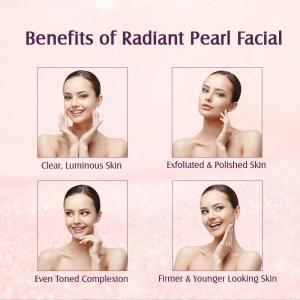 Benefits of Radiant Pearl Facial
Clear, Luminous Skin
Exfoliated & Polished Skin
Even Toned Complexion
Firmer & Younger Looking Skin